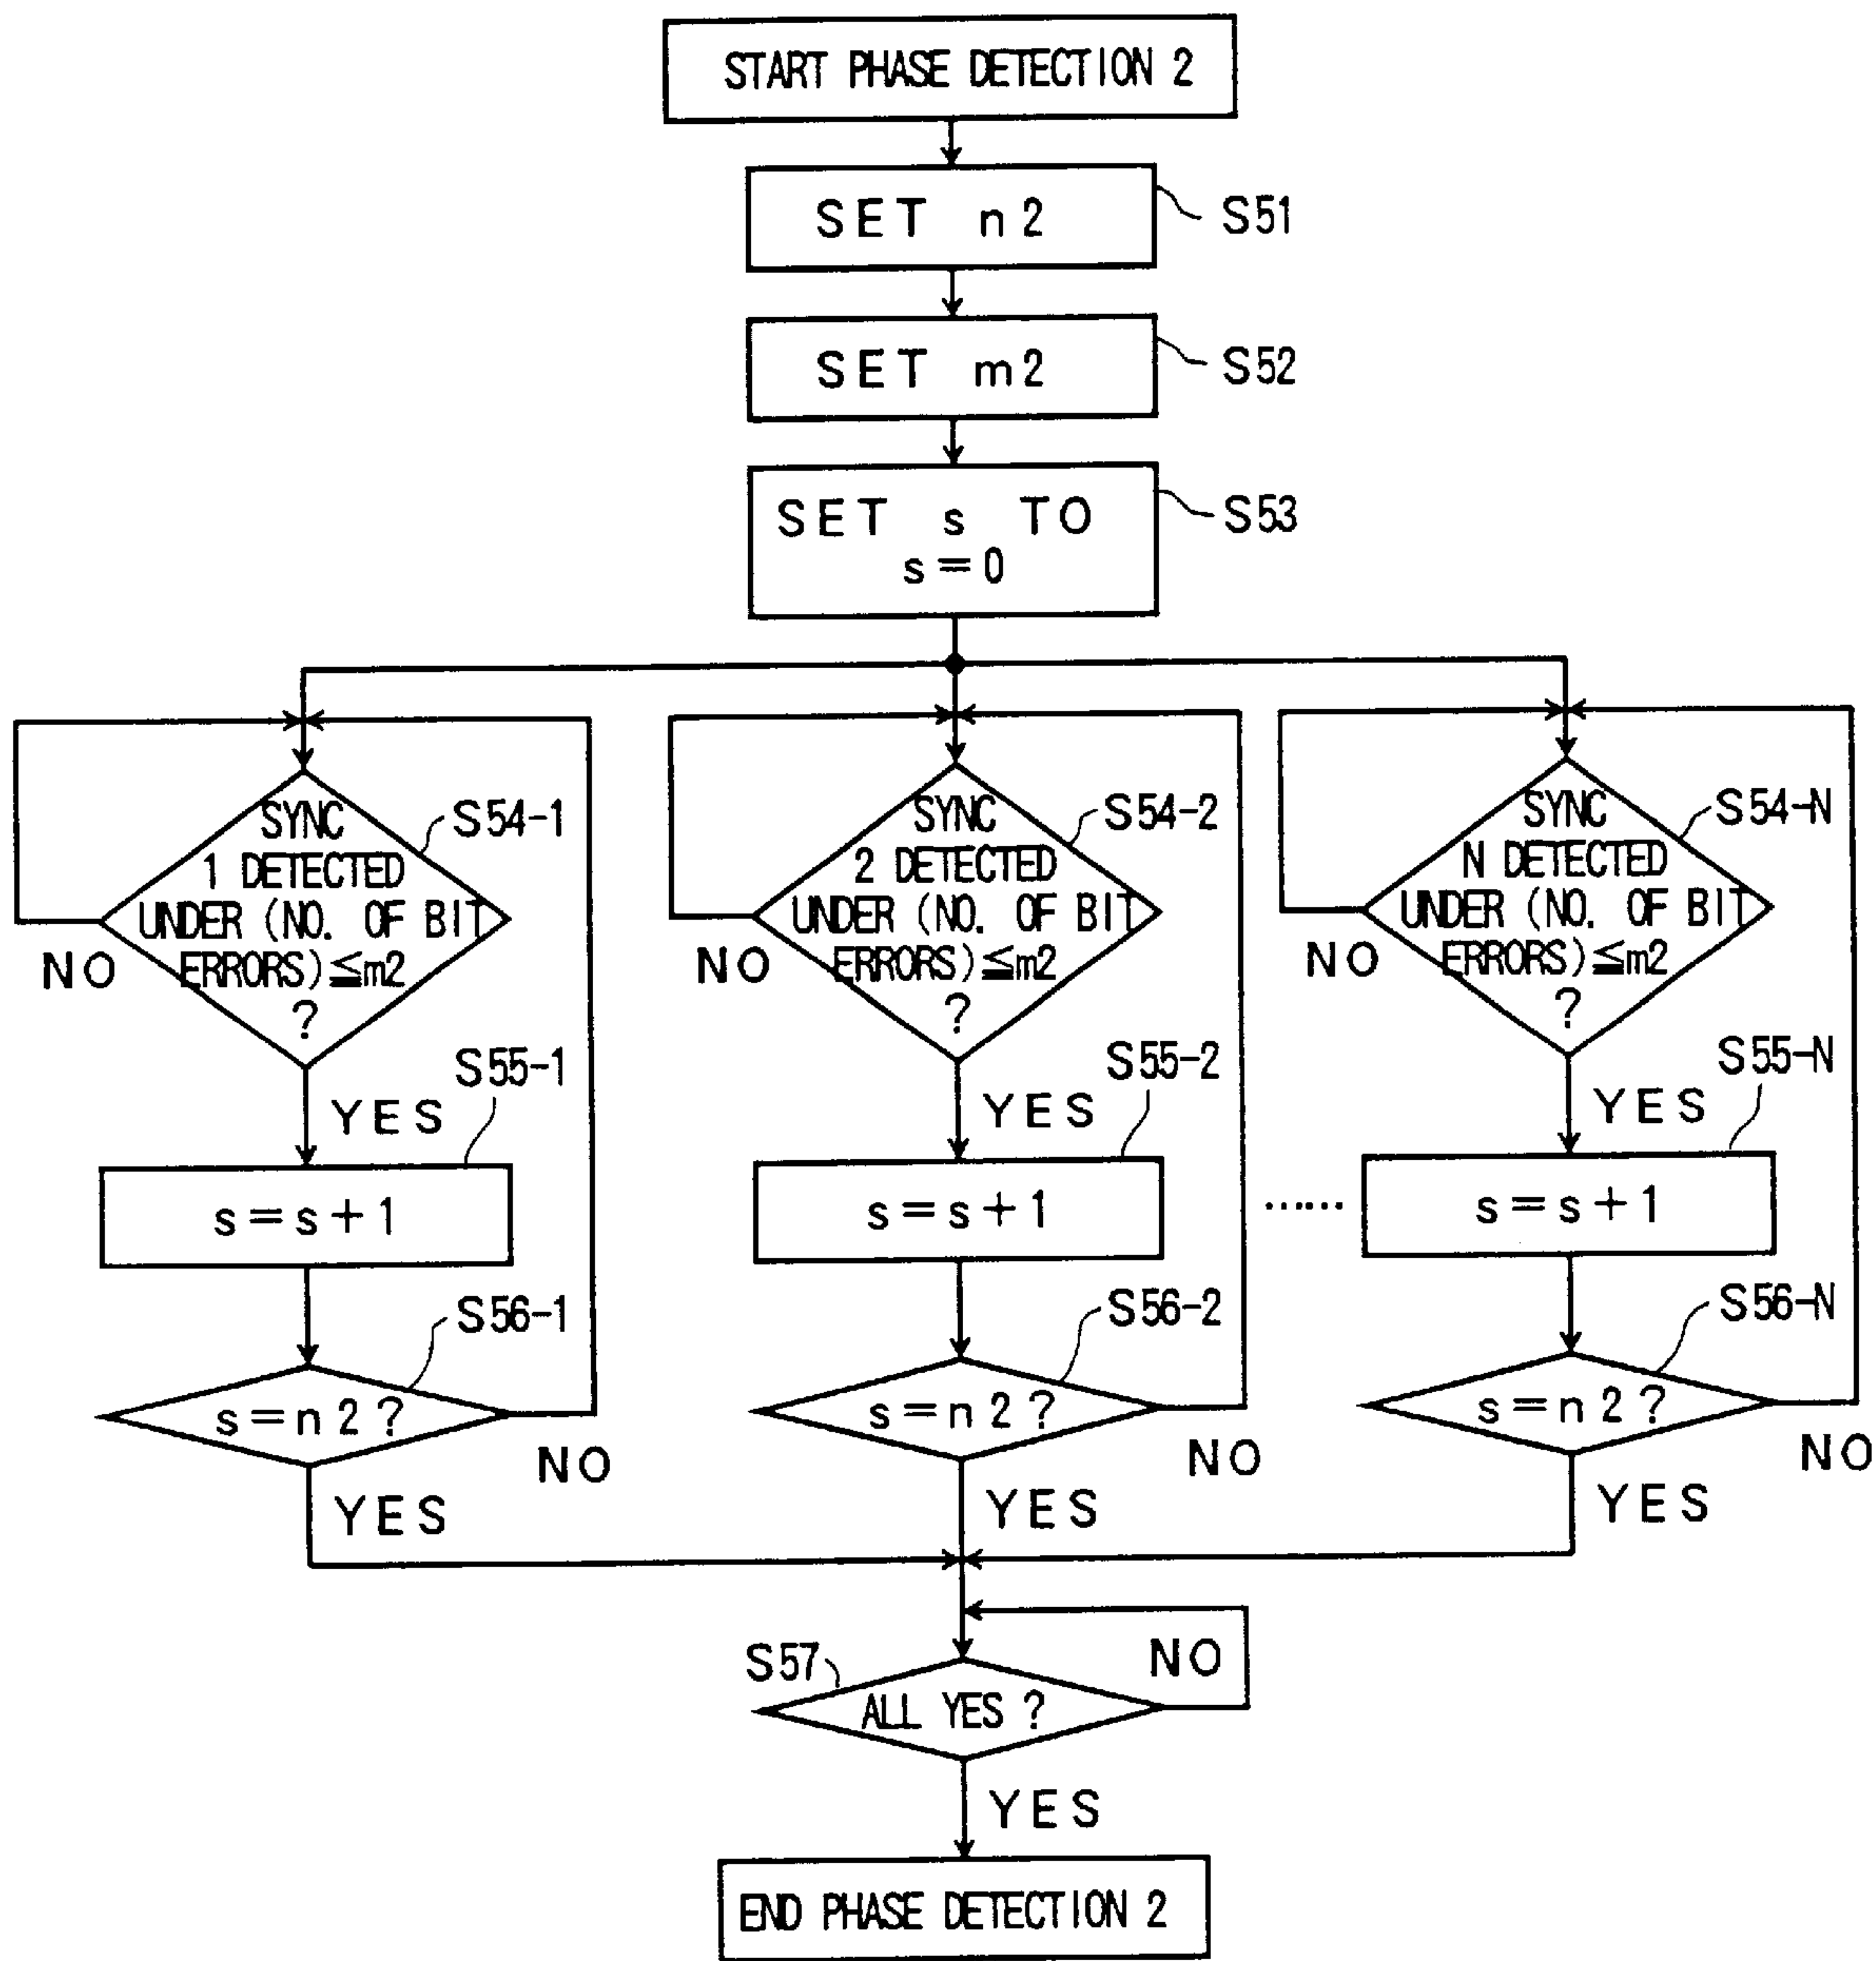 START PHASE DETECTION 2
SET n2
S51
SET m2
S52
SET s TO
s=0
S53
SYNC
1 DETECTED
UNDER (NO. OF BIT
ERRORS)≦m2
?
S54-1
NO
YES
SYNC
2 DETECTED
UNDER (NO. OF BIT
ERRORS)≦m2
?
S54-2
NO
YES
SYNC
N DETECTED
UNDER (NO. OF BIT
ERRORS)≦m2
?
S54-N
NO
YES
S55-1
s=s+1
S55-2
s=s+1
......
S55-N
s=s+1
S56-1
s=n2?
NO
YES
S56-2
s=n2?
NO
YES
S56-N
s=n2?
NO
YES
S57
ALL YES ?
NO
YES
END PHASE DETECTION 2